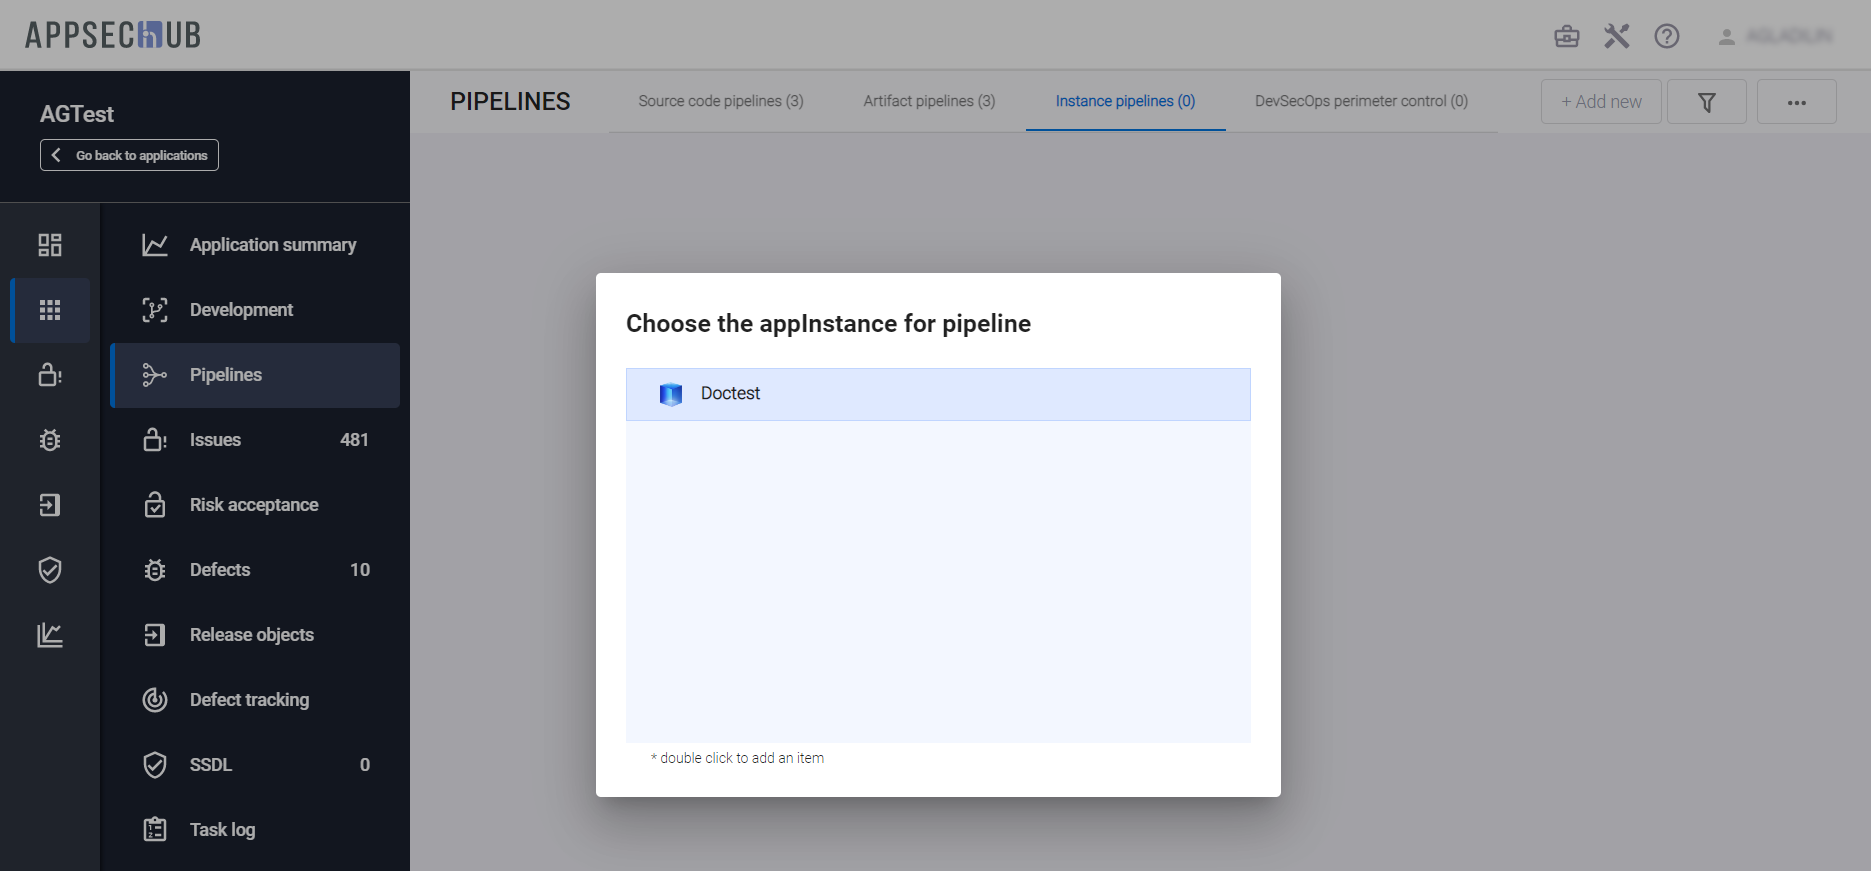 APPSECHUB
AGTest
Go back to applications
PIPELINES
Source code pipelines (3)
Artifact pipelines (3)
Instance pipelines (0)
DevSecOps perimeter control (0)
+ Add new
Application summary
Development
Pipelines
Issues 481
Risk acceptance
Defects 10
Release objects
Defect tracking
SSDL 0
Task log
Choose the appInstance for pipeline
Doctest
* double click to add an item